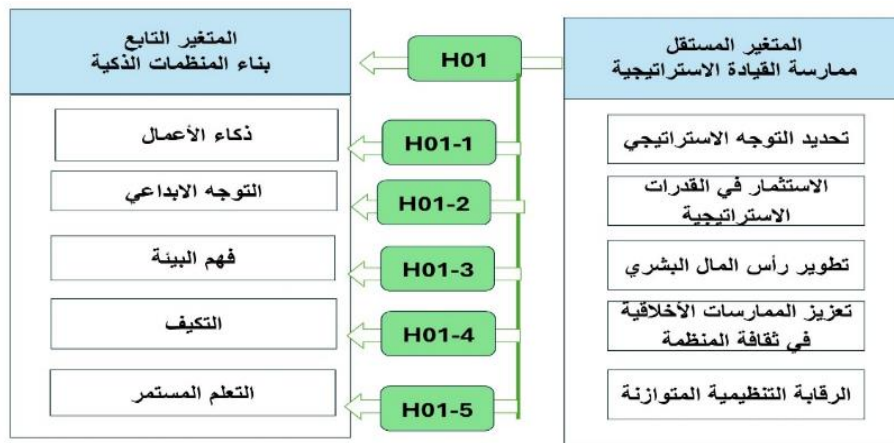 المتغير المستقل
ممارسة القيادة الاستراتيجية
تحديد التوجه الاستراتيجي
الاستثمار في القدرات
الاستراتيجية
تطوير رأس المال البشري
تعزيز الممارسات الأخلاقية
في ثقافة المنظمة
الرقابة التنظيمية المتوازنة
H01
H01-1
H01-2
H01-3
H01-4
H01-5
المتغير التابع
بناء المنظمات الذكية
ذكاء الأعمال
التوجه الابداعي
فهم البيئة
التكيف
التعلم المستمر